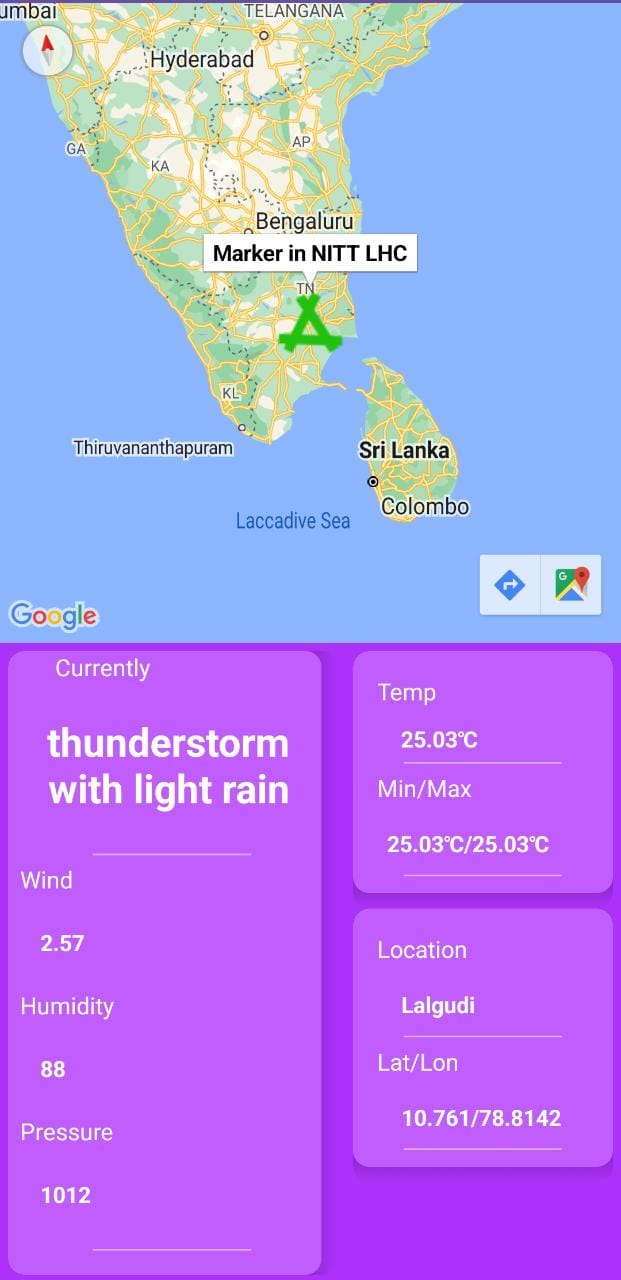 umbai
TELANGANA
Hyderabad
GA
KA
AP
Bengaluru
Marker in NITT LHC
TN
KL
Thiruvananthapuram
Sri Lanka
Colombo
Laccadive Sea
G
Google
Currently
thunderstorm
with light rain
Wind
2.57
Humidity
88
Pressure
1012
Temp
25.03℃
Min/Max
25.03℃/25.03℃
Location
Lalgudi
Lat/Lon
10.761/78.8142